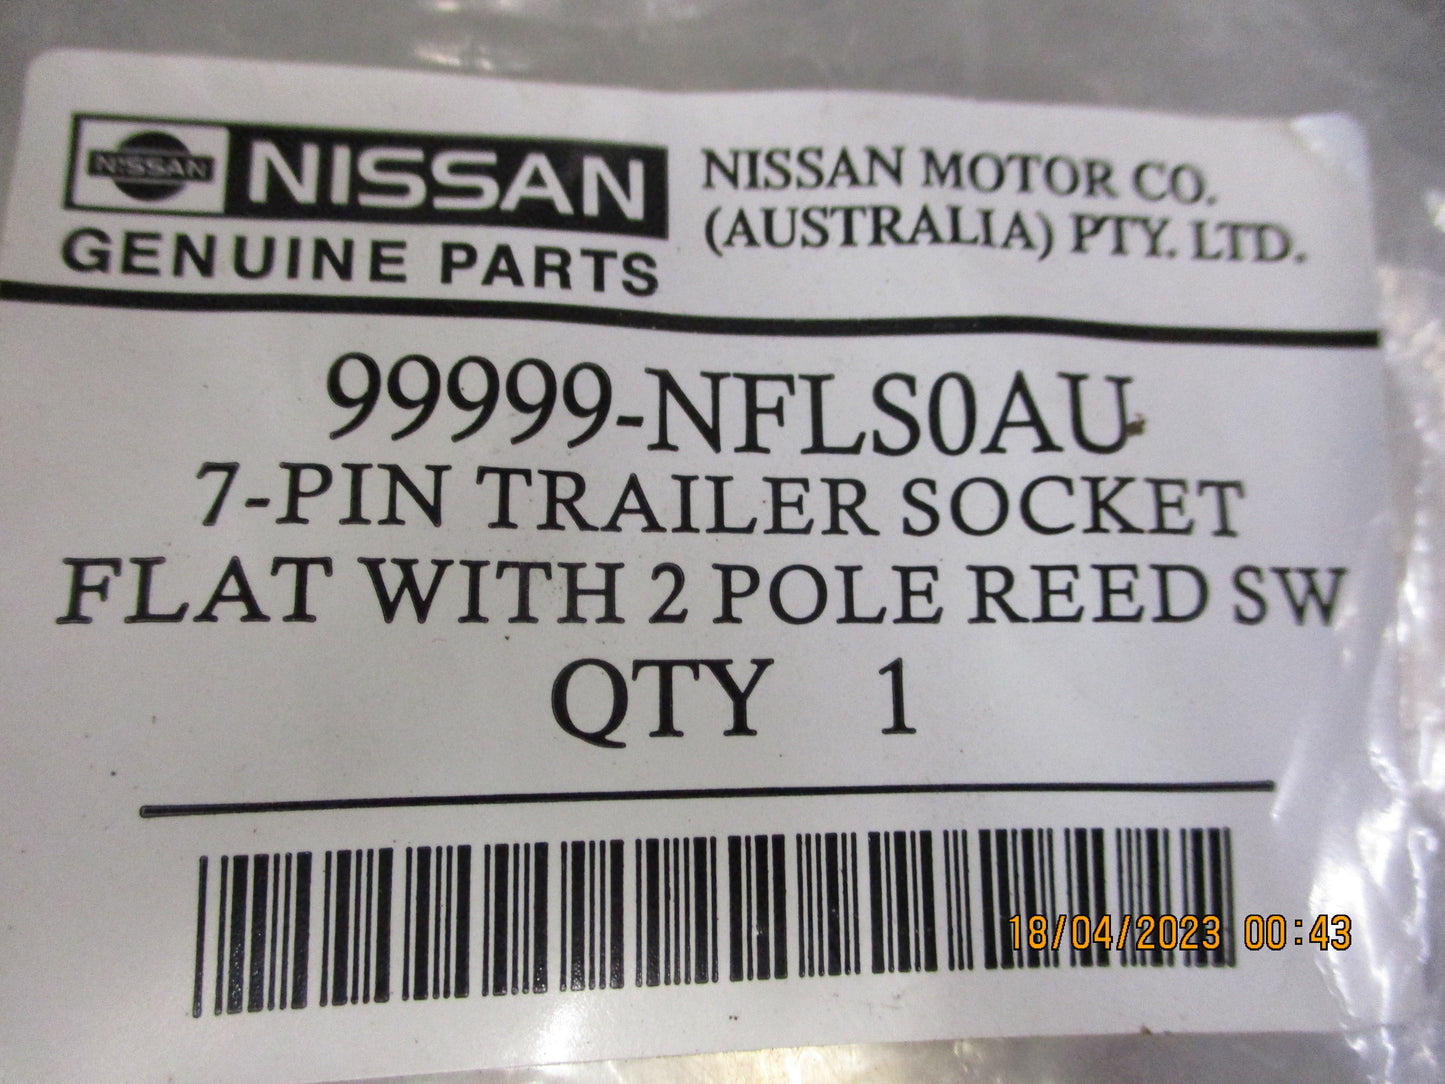 NISSAN NISSAN
GENUINE PARTS
NISSAN MOTOR CO.
(AUSTRALIA) PTY. LTD.
99999-NFLS0AU
7-PIN TRAILER SOCKET
FLAT WITH 2 POLE REED SW
QTY 1
18/04/2023 00:43